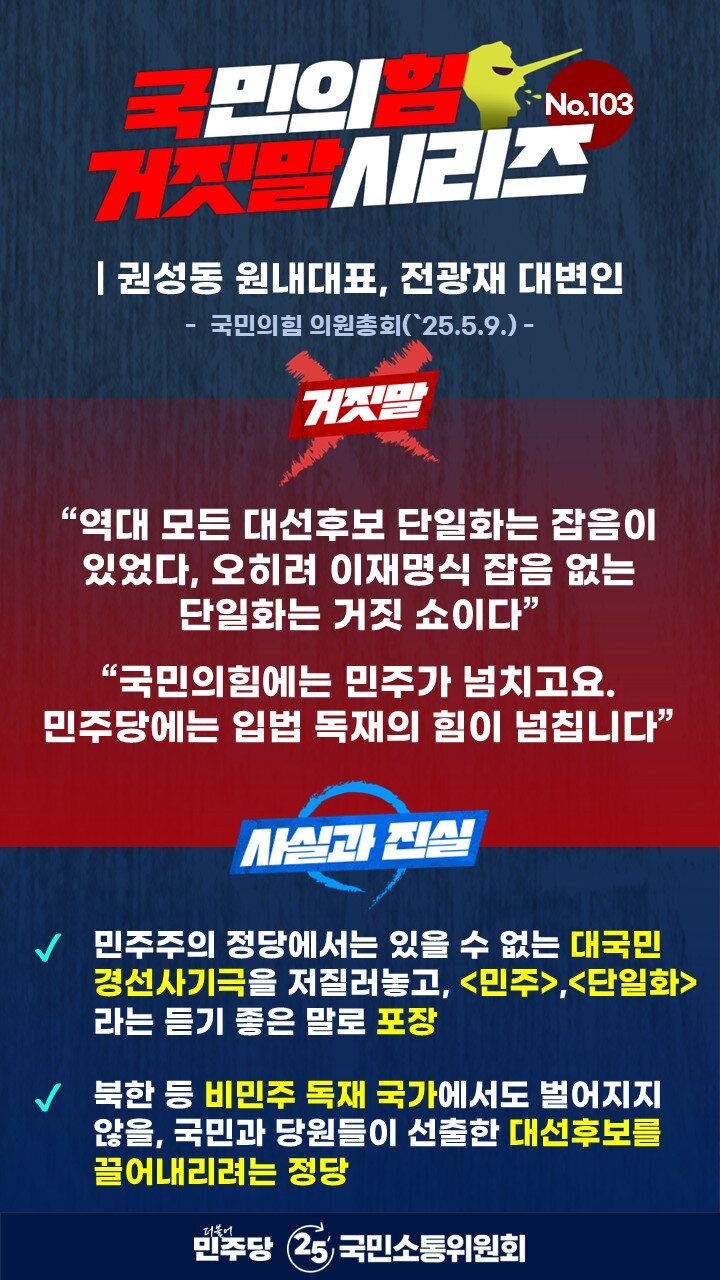 국민의힘
No.103
거짓말시리즈
| 권성동 원내대표, 전광재 대변인
- 국민의힘 의원총회(`25.5.9.) -
거짓말
“역대 모든 대선후보 단일화는 잡음이
있었다, 오히려 이재명식 잡음 없는
단일화는 거짓 쇼이다”
“국민의힘에는 민주가 넘치고요.
민주당에는 입법 독재의 힘이 넘칩니다”
사실과 진실
✓ 민주주의 정당에서는 있을 수 없는 대국민
경선사기극을 저질러놓고, <민주>,<단일화>
라는 듣기 좋은 말로 포장
✓ 북한 등 비민주 독재 국가에서도 벌어지지
않을, 국민과 당원들이 선출한 대선후보를
끌어내리려는 정당
더불어
민주당 25 국민소통위원회